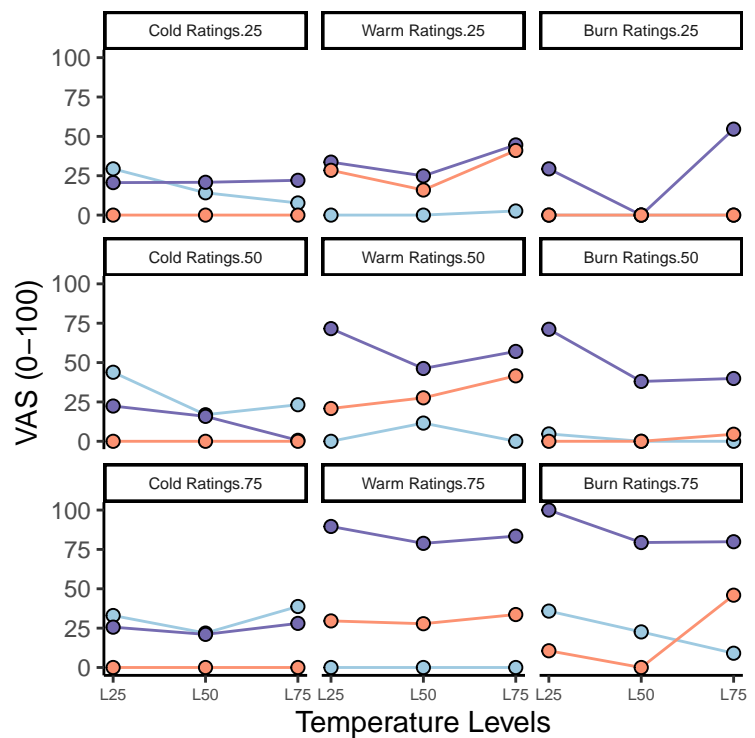 Cold Ratings.25 Warm Ratings.25 Burn Ratings.25
100
75
50
25
0
Cold Ratings.50 Warm Ratings.50 Burn Ratings.50
100
75
50
25
0
Cold Ratings.75 Warm Ratings.75 Burn Ratings.75
100
75
50
25
0
VAS (0−100)
L25 L50 L75 L25 L50 L75 L25 L50 L75
Temperature Levels